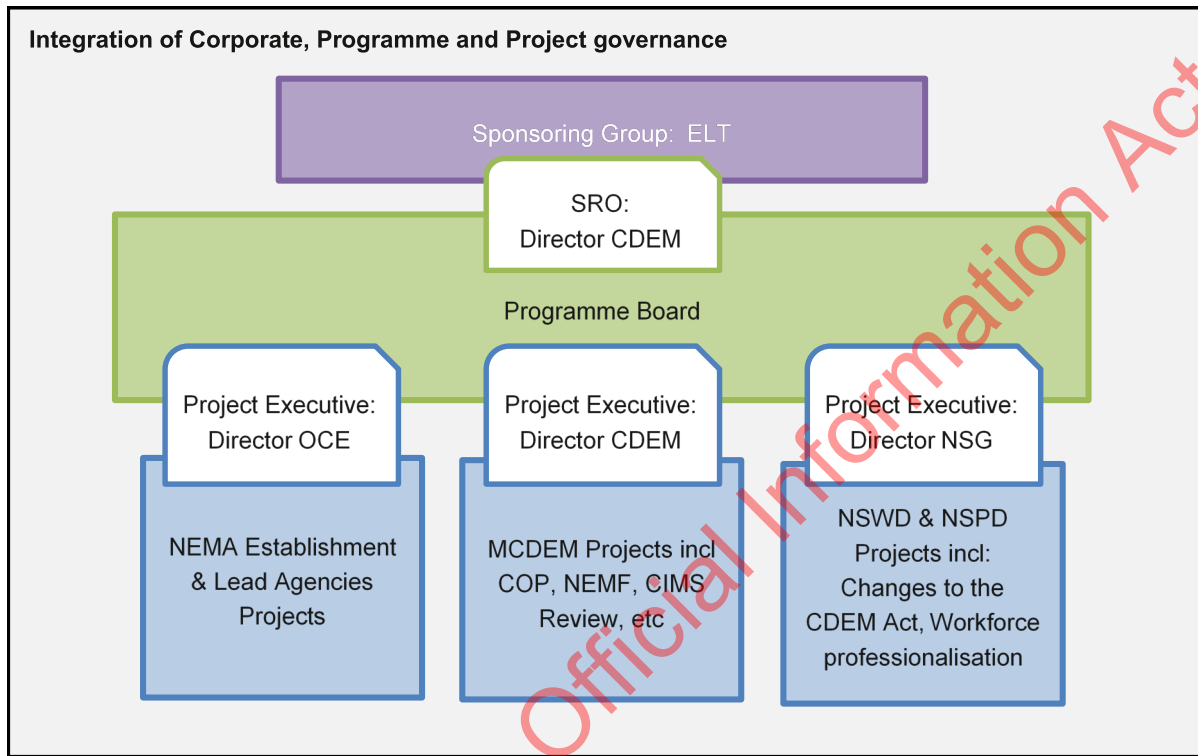 Integration of Corporate, Programme and Project governance
Sponsoring Group: ELT
SRO:
Director CDEM
Programme Board
Project Executive:
Director OCE
Project Executive:
Director CDEM
Project Executive:
Director NSG
NEMA Establishment
& Lead Agencies
Projects
MCDEM Projects incl
COP, NEMF, CIMS
Review, etc
NSWD & NSPD
Projects incl:
Changes to the
CDEM Act, Workforce
professionalisation
Official Information Act